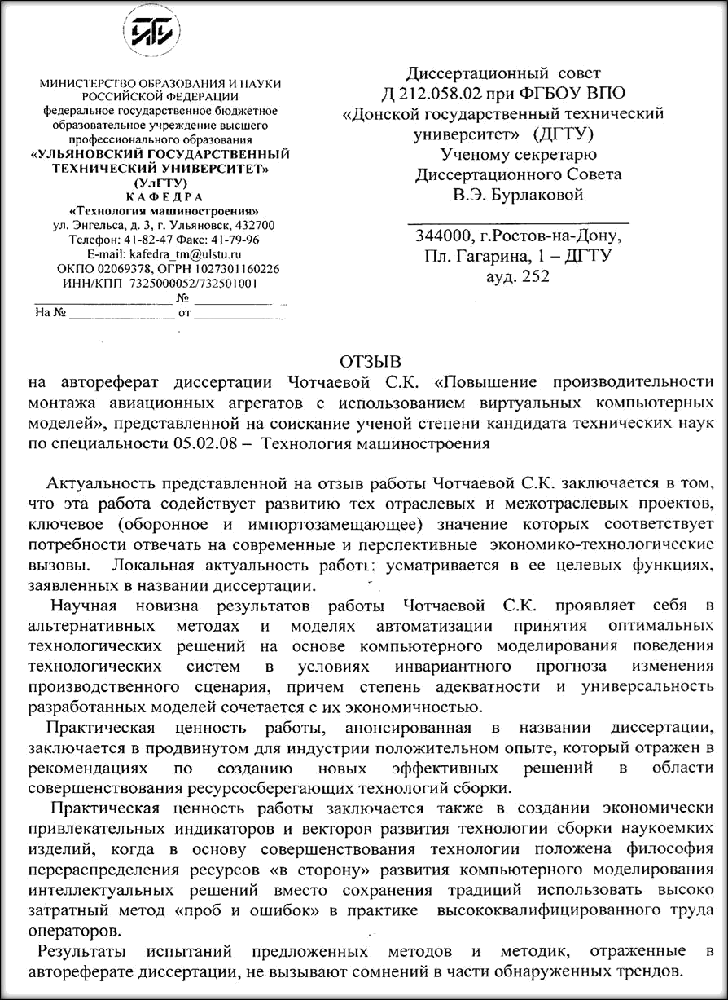 МИНИСТЕРСТВО ОБРАЗОВАНИЯ И НАУКИ
РОССИЙСКОЙ ФЕДЕРАЦИИ
федеральное государственное бюджетное
образовательное учреждение высшего
профессионального образования
«УЛЬЯНОВСКИЙ ГОСУДАРСТВЕННЫЙ
ТЕХНИЧЕСКИЙ УНИВЕРСИТЕТ»
(УлГТУ)
К А Ф Е Д Р А
«Технология машиностроения»
ул. Энгельса, д. 3, г. Ульяновск, 432700
Телефон: 41-82-47 Факс: 41-79-96
E-mail: kafedra_tm@ulstu.ru
ОКПО 02069378, ОГРН 1027301160226
ИНН/КПП 7325000052/732501001
№
На № от
Диссертационный совет
Д 212.058.02 при ФГБОУ ВПО
«Донской государственный технический
университет» (ДГТУ)
Ученому секретарю
Диссертационного Совета
В.Э. Бурлаковой
344000, г.Ростов-на-Дону,
Пл. Гагарина, 1 – ДГТУ
ауд. 252
ОТЗЫВ
на автореферат диссертации Чотчаевой С.К. «Повышение производительности
монтажа авиационных агрегатов с использованием виртуальных компьютерных
моделей», представленной на соискание ученой степени кандидата технических наук
по специальности 05.02.08 – Технология машиностроения
Актуальность представленной на отзыв работы Чотчаевой С.К. заключается в том,
что эта работа содействует развитию тех отраслевых и межотраслевых проектов,
ключевое (оборонное и импортозамещающее) значение которых соответствует
потребности отвечать на современные и перспективные экономико-технологические
вызовы. Локальная актуальность работы: усматривается в ее целевых функциях,
заявленных в названии диссертации.
Научная новизна результатов работы Чотчаевой С.К. проявляет себя в
альтернативных методах и моделях автоматизации принятия оптимальных
технологических решений на основе компьютерного моделирования поведения
технологических систем в условиях инвариантного прогноза изменения
производственного сценария, причем степень адекватности и универсальность
разработанных моделей сочетается с их экономичностью.
Практическая ценность работы, анонсированная в названии диссертации,
заключается в продвинутом для индустрии положительном опыте, который отражен в
рекомендациях по созданию новых эффективных решений в области
совершенствования ресурсосберегающих технологий сборки.
Практическая ценность работы заключается также в создании экономически
привлекательных индикаторов и векторов развития технологии сборки наукоемких
изделий, когда в основу совершенствования технологии положена философия
перераспределения ресурсов «в сторону» развития компьютерного моделирования
интеллектуальных решений вместо сохранения традиций использовать высоко
затратный метод «проб и ошибок» в практике высококвалифицированного труда
операторов.
Результаты испытаний предложенных методов и методик, отраженные в
автореферате диссертации, не вызывают сомнений в части обнаруженных трендов.